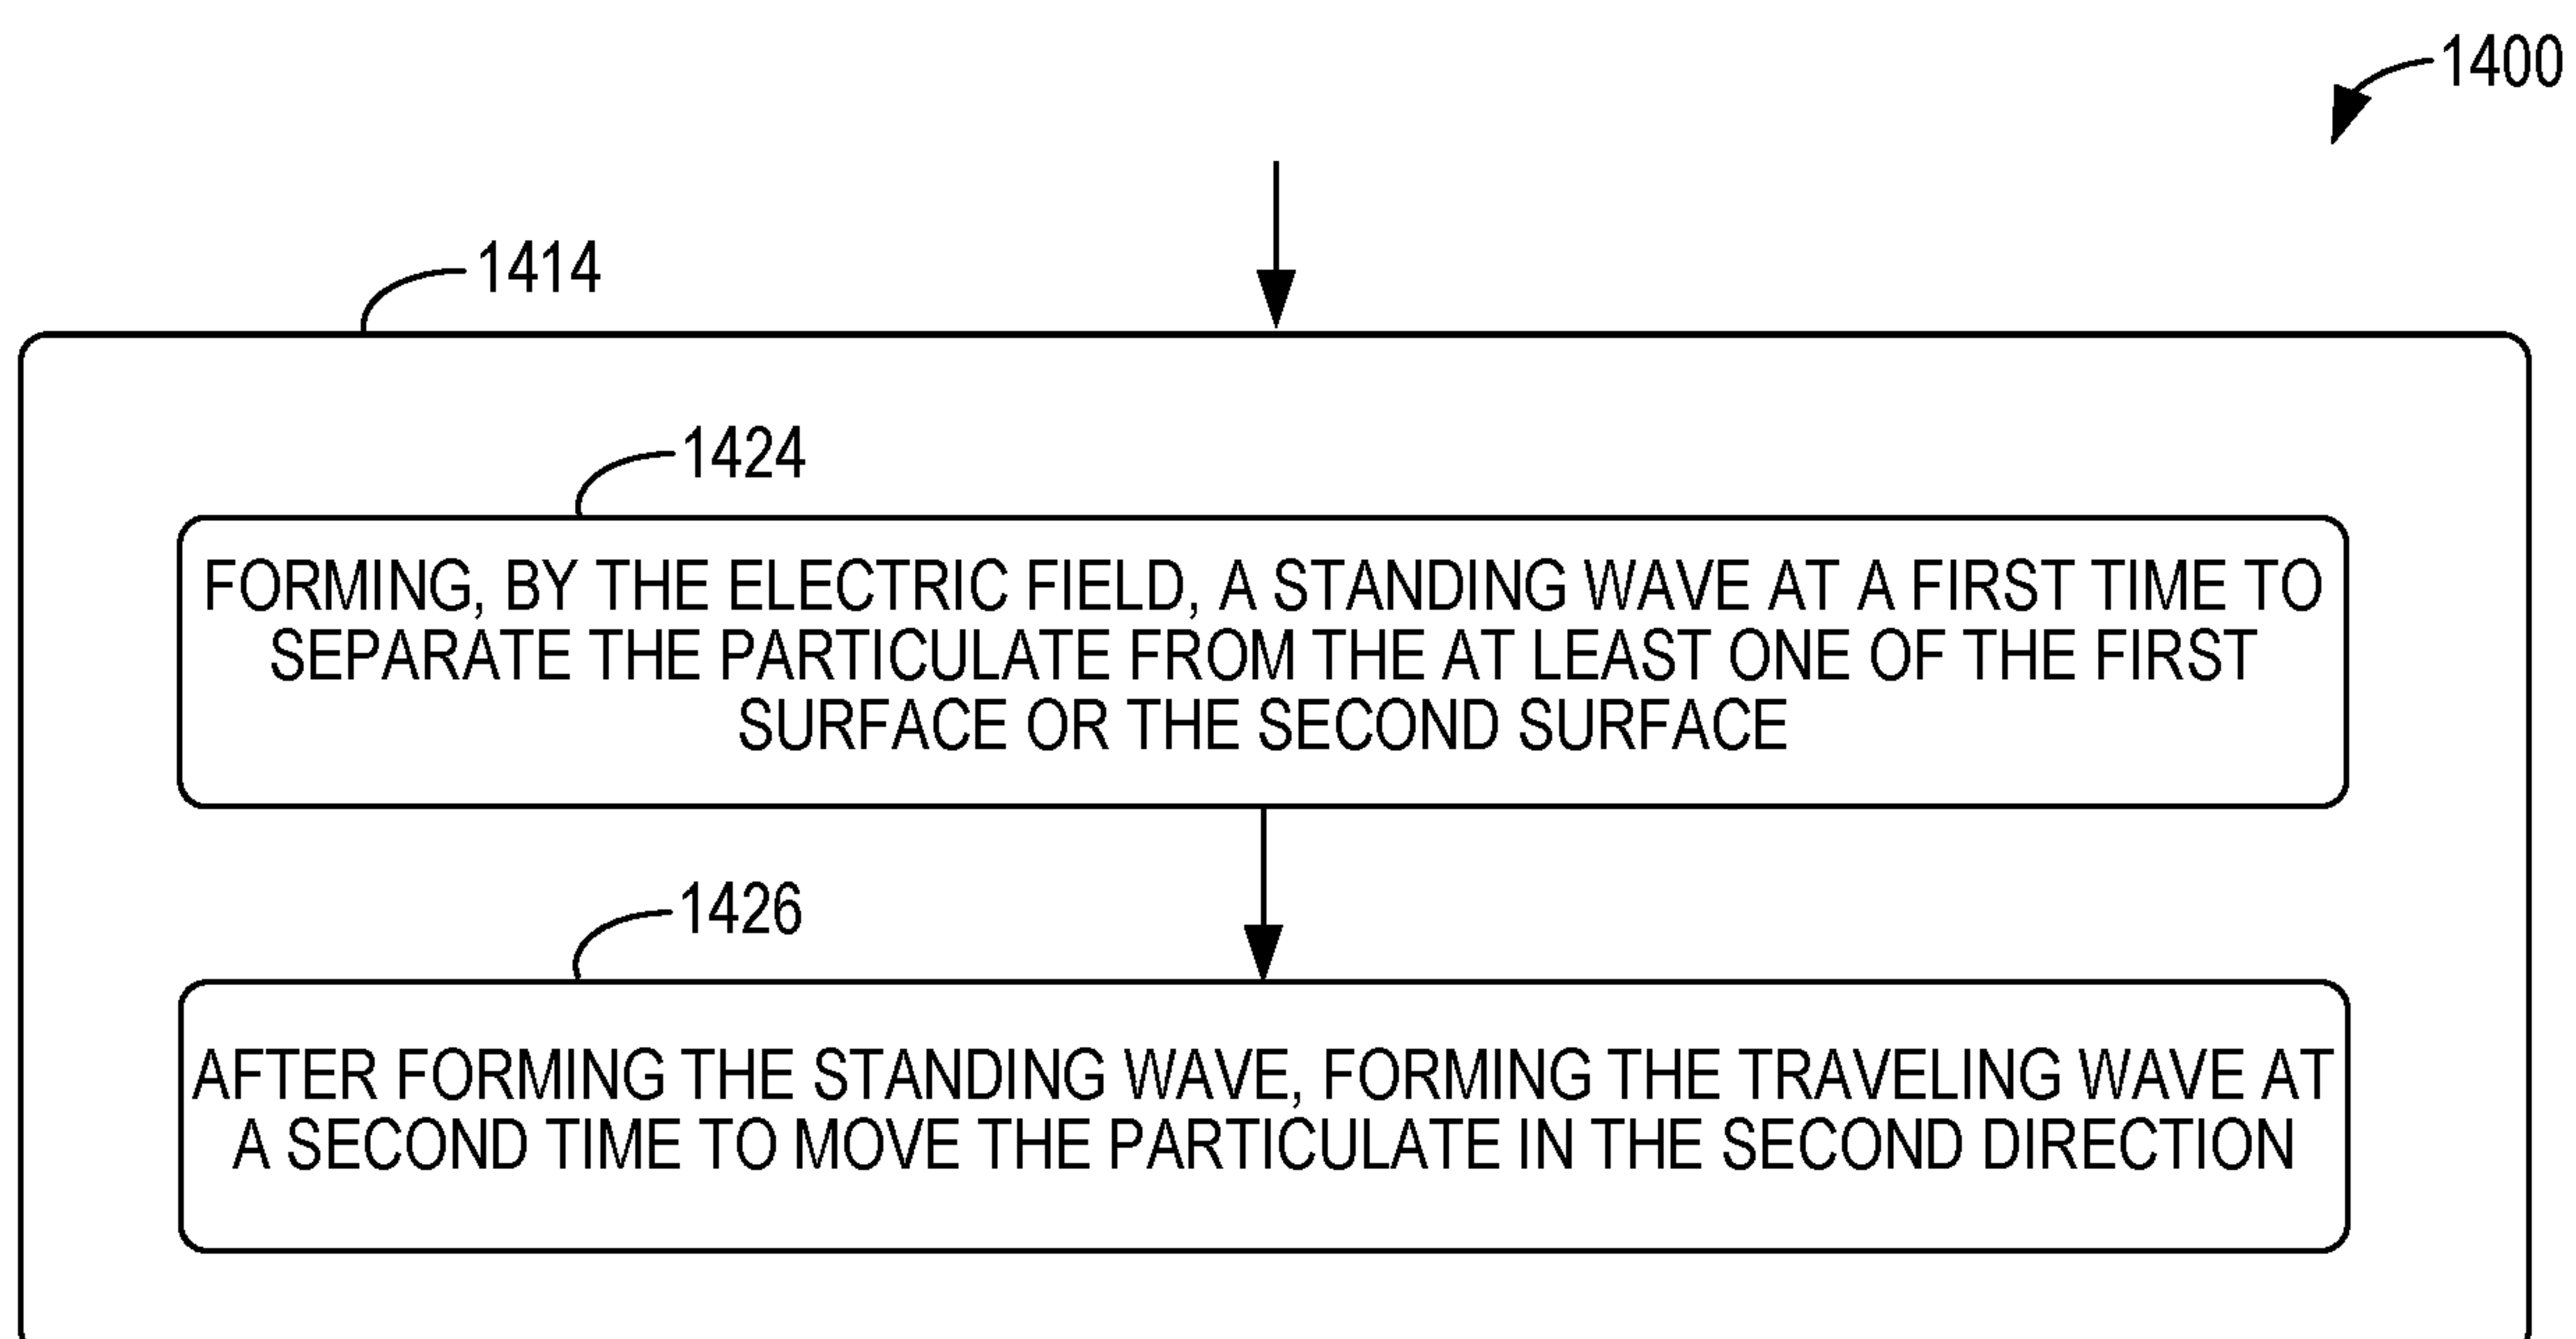 1400
1414
1424
FORMING, BY THE ELECTRIC FIELD, A STANDING WAVE AT A FIRST TIME TO
SEPARATE THE PARTICULATE FROM THE AT LEAST ONE OF THE FIRST
SURFACE OR THE SECOND SURFACE
1426
AFTER FORMING THE STANDING WAVE, FORMING THE TRAVELING WAVE AT
A SECOND TIME TO MOVE THE PARTICULATE IN THE SECOND DIRECTION